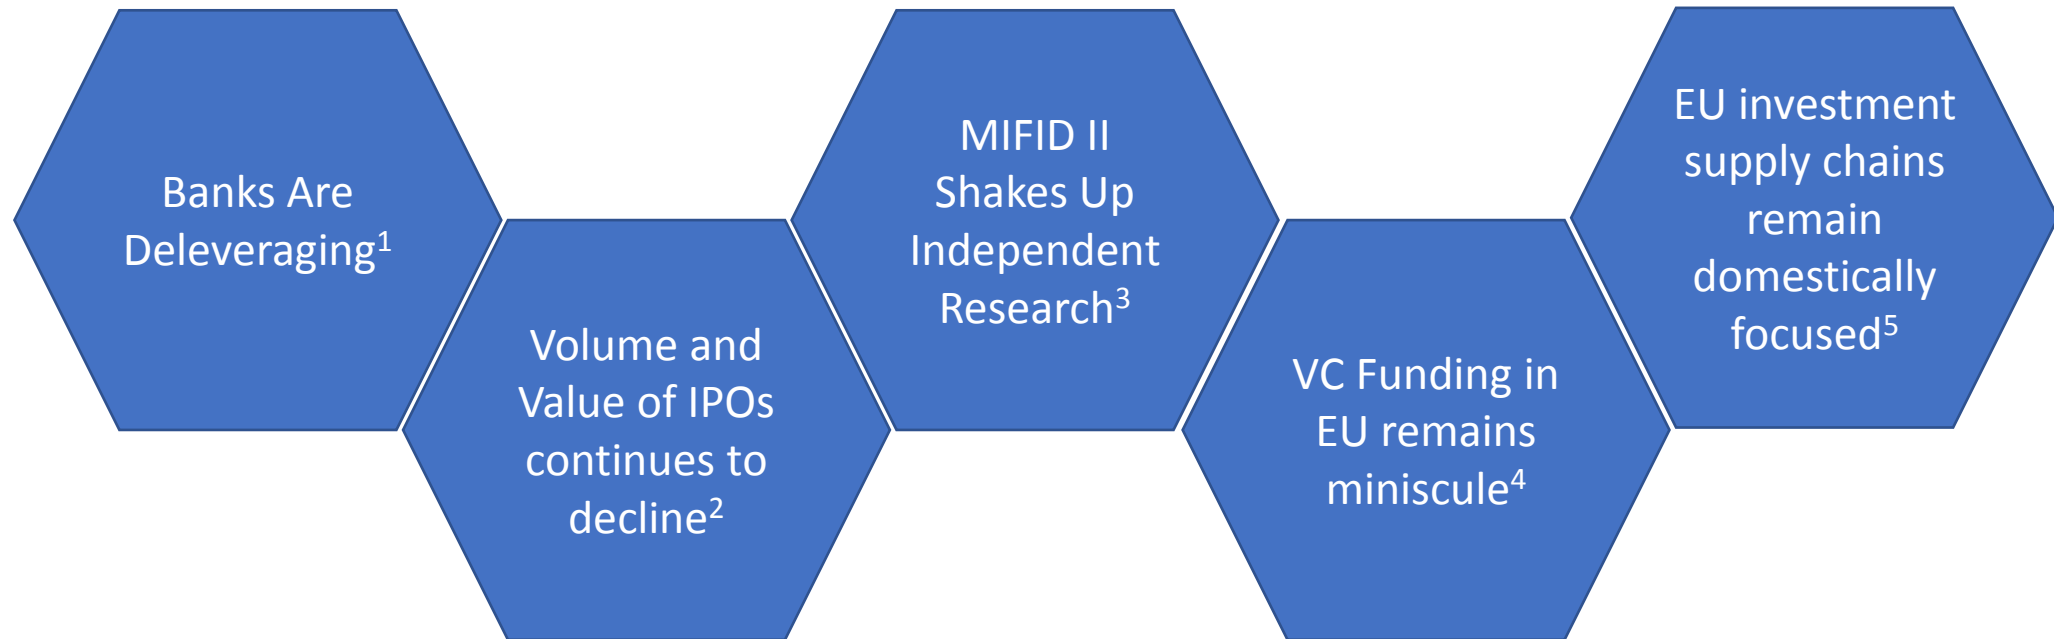 Banks Are
Deleveraging¹
Volume and
Value of IPOs
continues to
decline²
MIFID II
Shakes Up
Independent
Research³
VC Funding in
EU remains
miniscule⁴
EU investment
supply chains
remain
domestically
focused⁵